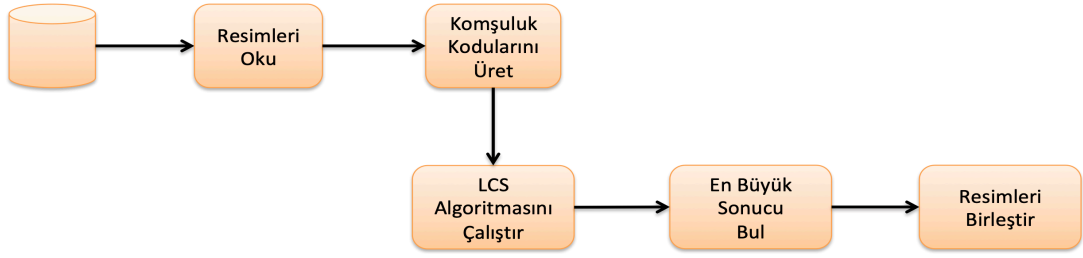 Resimleri
Oku
Komşuluk
Kodularını
Üret
LCS
Algoritmasını
Çalıştır
En Büyük
Sonucu
Bul
Resimleri
Birleştir